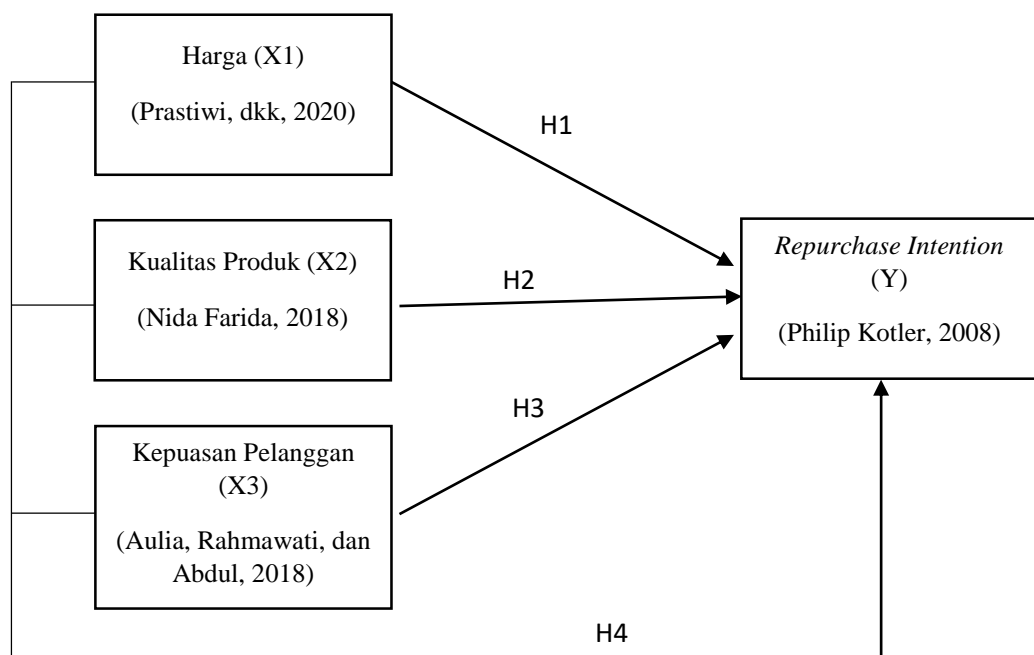 Harga (X1)
(Prastiwi, dkk, 2020)
H1
Kualitas Produk (X2)
(Nida Farida, 2018)
H2
Repurchase Intention
(Y)
(Philip Kotler, 2008)
Kepuasan Pelanggan
(X3)
(Aulia, Rahmawati, dan
Abdul, 2018)
H3
H4